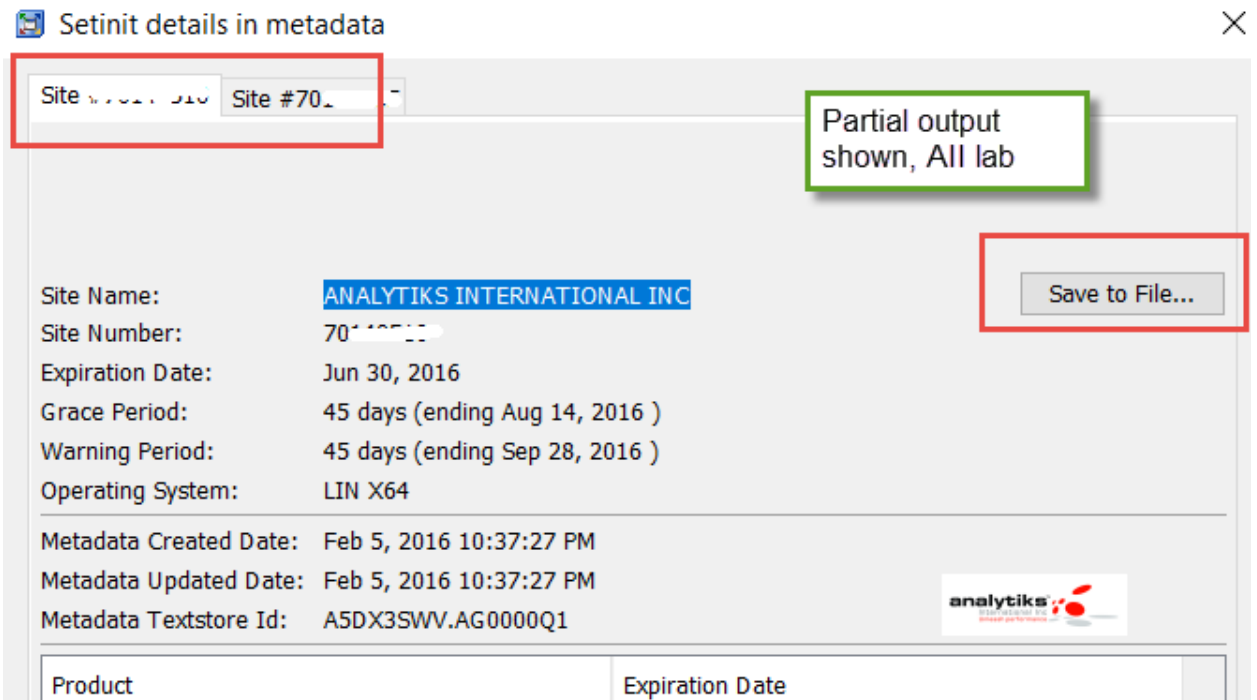 Setinit details in metadata
Site Site #70
Partial output
shown, AII lab
Save to File...
Site Name: ANALYTIKS INTERNATIONAL INC
Site Number:
Expiration Date: Jun 30, 2016
Grace Period: 45 days (ending Aug 14, 2016 )
Warning Period: 45 days (ending Sep 28, 2016 )
Operating System: LIN X64
Metadata Created Date: Feb 5, 2016 10:37:27 PM
Metadata Updated Date: Feb 5, 2016 10:37:27 PM
Metadata Textstore Id: A5DX3SWV.AG0000Q1
analytiks
Product Expiration Date